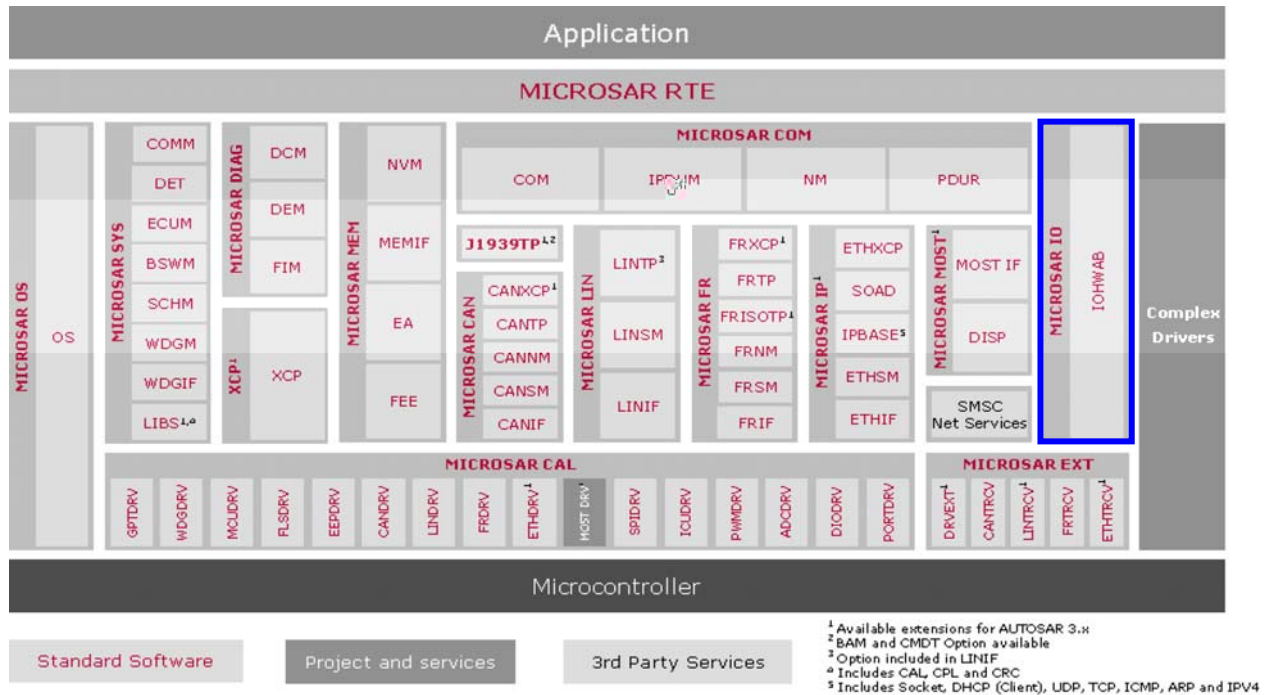 Application
MICROSAR RTE
MICROSAR OS
OS
MICROSAR SYS
COMM
DET
ECUM
BSWM
SCHM
WDGM
WDGIF
LIBS¹,ᵃ
MICROSAR DIAG
DCM
DEM
FIM
XCP¹
XCP
MICROSAR MEM
NVM
MEMIF
EA
FEE
MICROSAR COM
COM
NM
PDUR
J1939TP¹,²
MICROSAR CAN
CANXCP¹
CANTP
CANNM
CANSM
CANIF
MICROSAR LIN
LINTP³
LINSM
LINIF
MICROSAR FR
FRXCP¹
FRTP
FRISOTP¹
FRNM
FRSM
FRIF
MICROSAR IP¹
ETHXCP
SOAD
IPBASE⁵
ETHSM
ETHIF
MICROSAR MOST¹
MOST IF
DISP
SMSC
Net Services
MICROSAR IO
IOHWAB
Complex
Drivers
MICROSAR CAL
GPTDRV
WDGDRV
MCUDRV
FLSDRV
EEPDRV
CANDRV
LINDRV
FRDRV
ETHDRV¹
MOST DRV¹
SPIDRV
ICUDRV
PWMDRV
ADCDRV
DIODRV
PORTDRV
MICROSAR EXT
DRVEXT¹
CANTRCV
LINTRCV¹
FRTRCV
ETHTRCV¹
Microcontroller
Standard Software
Project and services
3rd Party Services
¹ Available extensions for AUTOSAR 3.x
² BAM and CMDT Option available
³ Option included in LINIF
ᵃ Includes CAL, CPL and CRC
⁵ Includes Socket, DHCP (Client), UDP, TCP, ICMP, ARP and IPV4